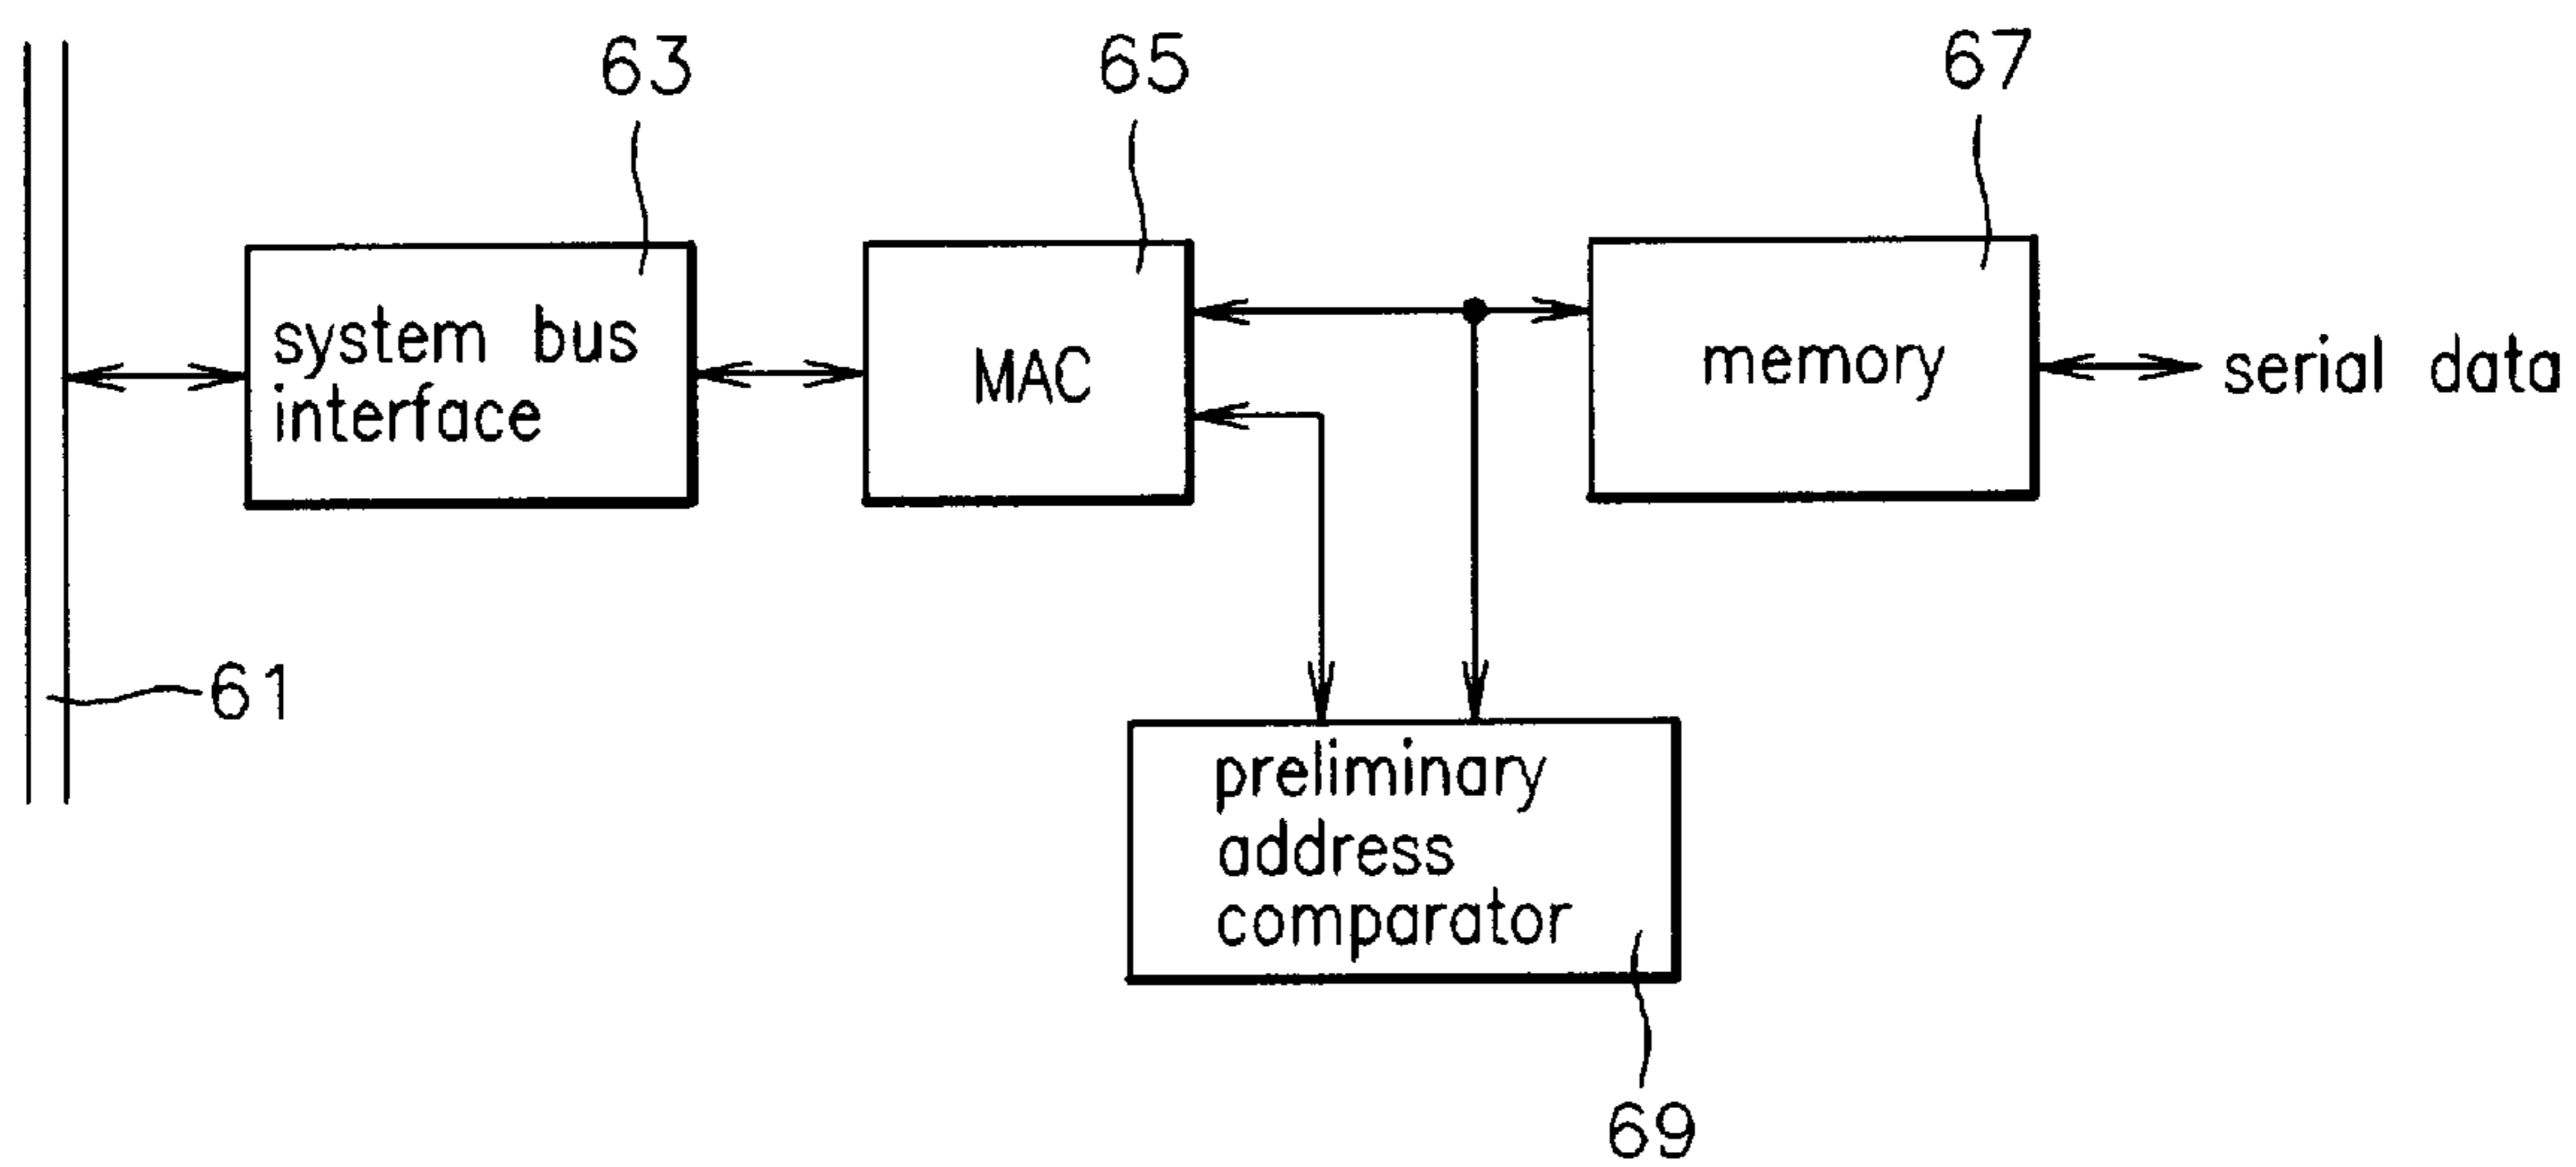 63
65
67
system bus
interface
MAC
memory
serial data
61
preliminary
address
comparator
69